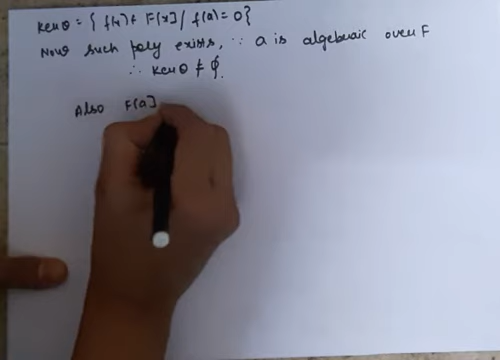 Ker θ = { f(x) ∈ F[x] / f(a) = 0 }
Now such poly exists, ∵ a is algebraic over F
∴ Ker θ ≠ ϕ.
Also F[a]